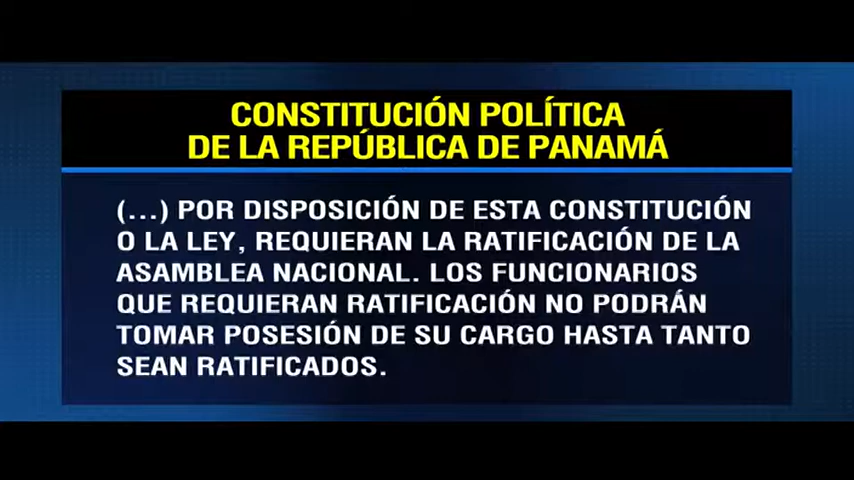 CONSTITUCIÓN POLÍTICA
DE LA REPÚBLICA DE PANAMÁ
(...) POR DISPOSICIÓN DE ESTA CONSTITUCIÓN
O LA LEY, REQUIERAN LA RATIFICACIÓN DE LA
ASAMBLEA NACIONAL. LOS FUNCIONARIOS
QUE REQUIERAN RATIFICACIÓN NO PODRÁN
TOMAR POSESIÓN DE SU CARGO HASTA TANTO
SEAN RATIFICADOS.